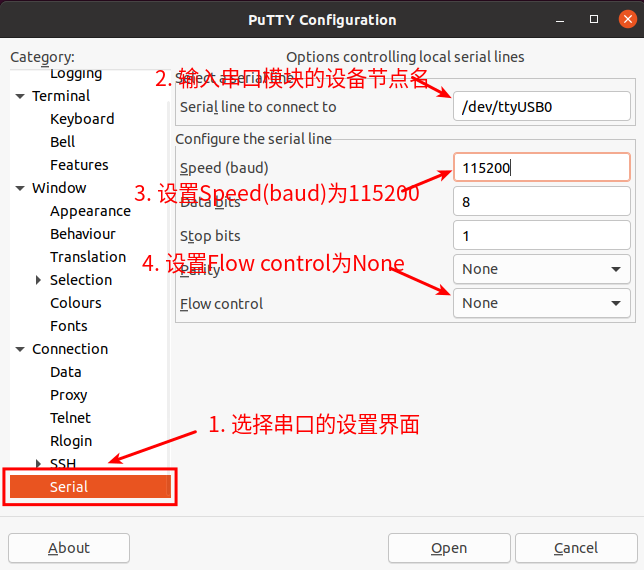 PuTTY Configuration
Category:
Logging
Terminal
Keyboard
Bell
Features
Window
Appearance
Behaviour
Translation
Selection
Colours
Fonts
Connection
Data
Proxy
Telnet
Rlogin
SSH
Serial
Options controlling local serial lines
Select a serial line
2. 输入串口模块的设备节点名
Serial line to connect to
/dev/ttyUSB0
Configure the serial line
Speed (baud)
115200
3. 设置Speed(baud)为115200
Data bits
8
Stop bits
1
4. 设置Flow control为None
Parity
None
Flow control
None
1. 选择串口的设置界面
About
Open
Cancel